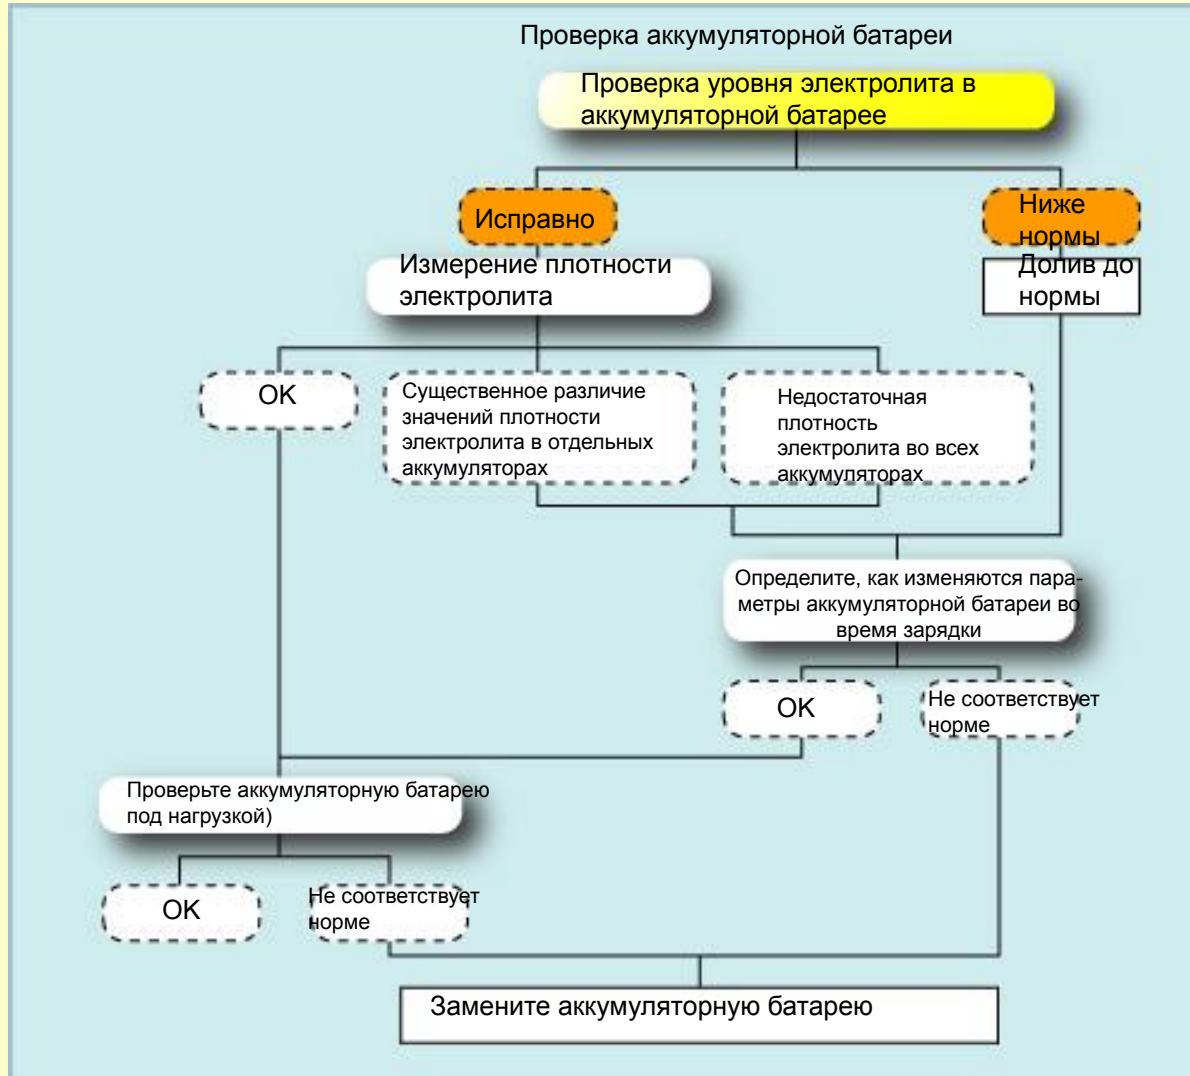 Проверка аккумуляторной батареи
Проверка уровня электролита в
аккумуляторной батарее
Исправно
Ниже
нормы
Измерение плотности
электролита
Долив до
нормы
OK
Существенное различие
значений плотности
электролита в отдельных
аккумуляторах
Недостаточная
плотность
электролита во всех
аккумуляторах
Определите, как изменяются пара-
метры аккумуляторной батареи во
время зарядки
OK
Не соответствует
норме
Проверьте аккумуляторную батарею
под нагрузкой)
OK
Не соответствует
норме
Замените аккумуляторную батарею